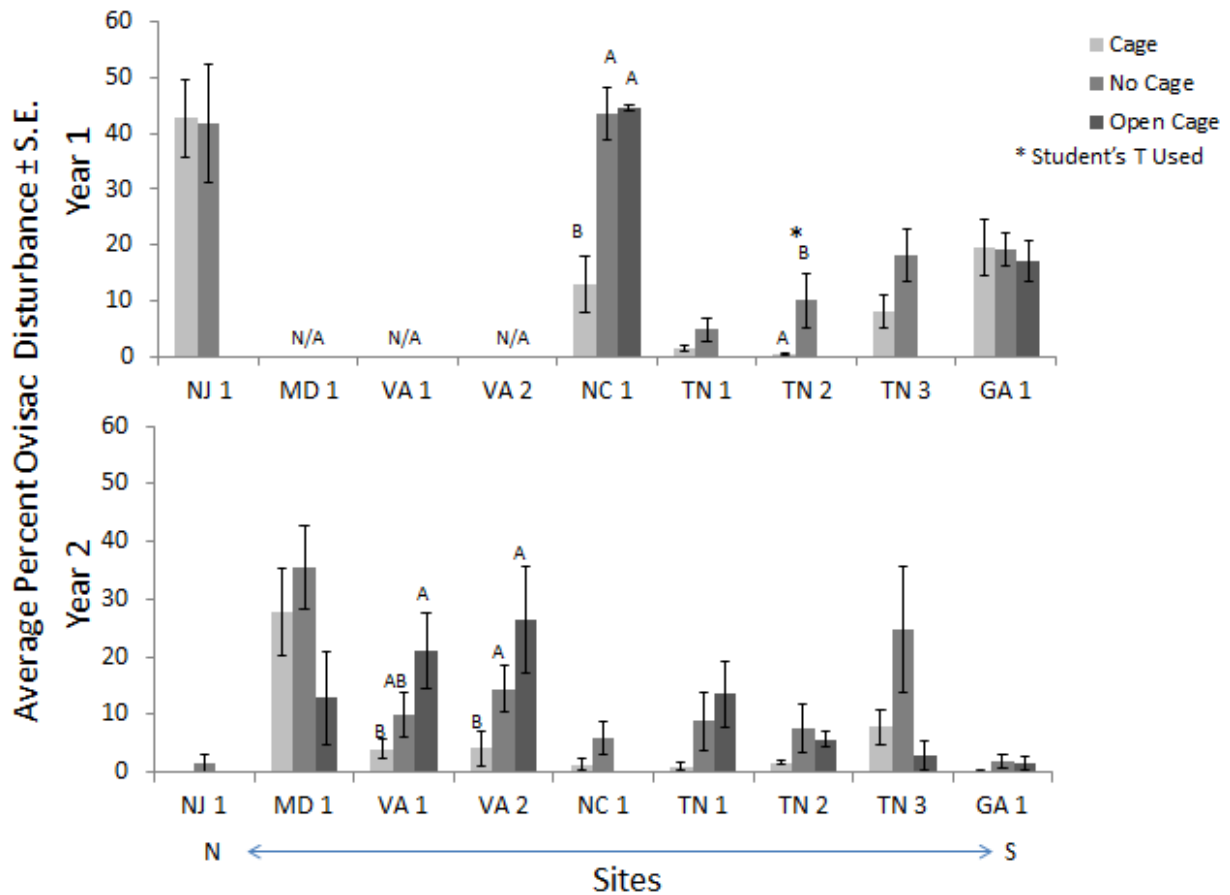 Average Percent Ovisac Disturbance ± S.E.
Year 1
60
50
40
30
20
10
0
A
A
B
*
B
A
N/A N/A N/A
NJ 1 MD 1 VA 1 VA 2 NC 1 TN 1 TN 2 TN 3 GA 1
Cage
No Cage
Open Cage
* Student's T Used
Year 2
60
50
40
30
20
10
0
A
A
A
AB
B
B
NJ 1 MD 1 VA 1 VA 2 NC 1 TN 1 TN 2 TN 3 GA 1
N S
Sites